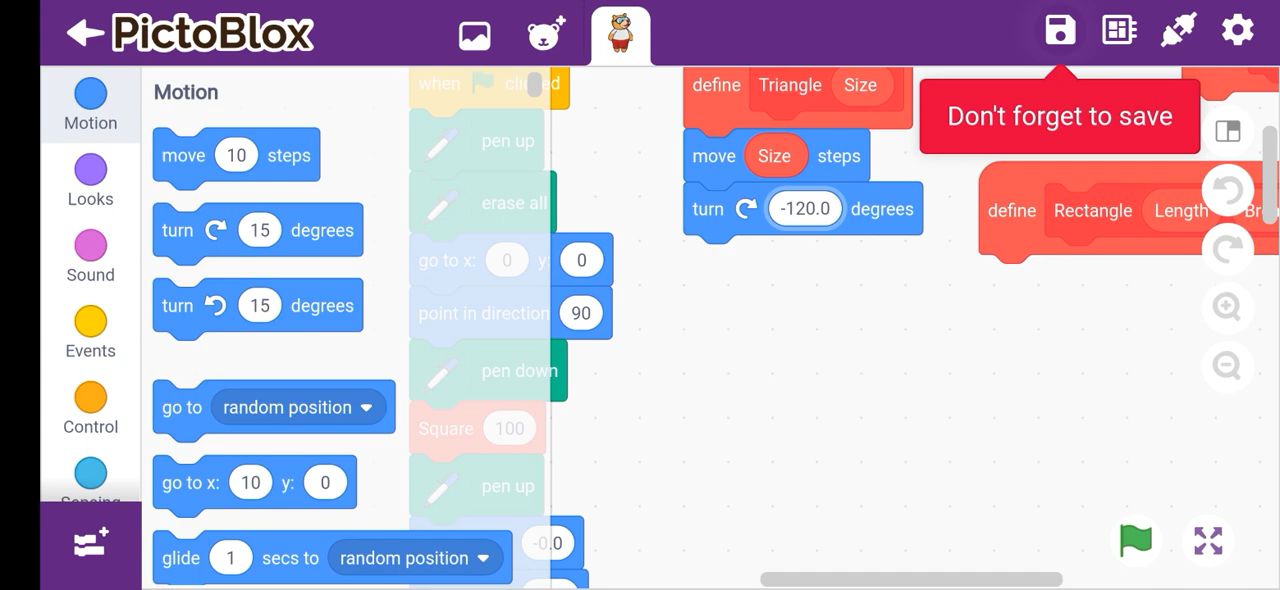 PictoBlox
Don't forget to save
Motion
Looks
Sound
Events
Control
Sensing
Motion
move 10 steps
turn 15 degrees
turn 15 degrees
go to random position
go to x: 10 y: 0
glide 1 secs to random position
when clicked
pen up
erase all
go to x: 0 y: 0
point in direction 90
pen down
Square 100
pen up
-0.0
define Triangle Size
move Size steps
turn -120.0 degrees
define Rectangle Length